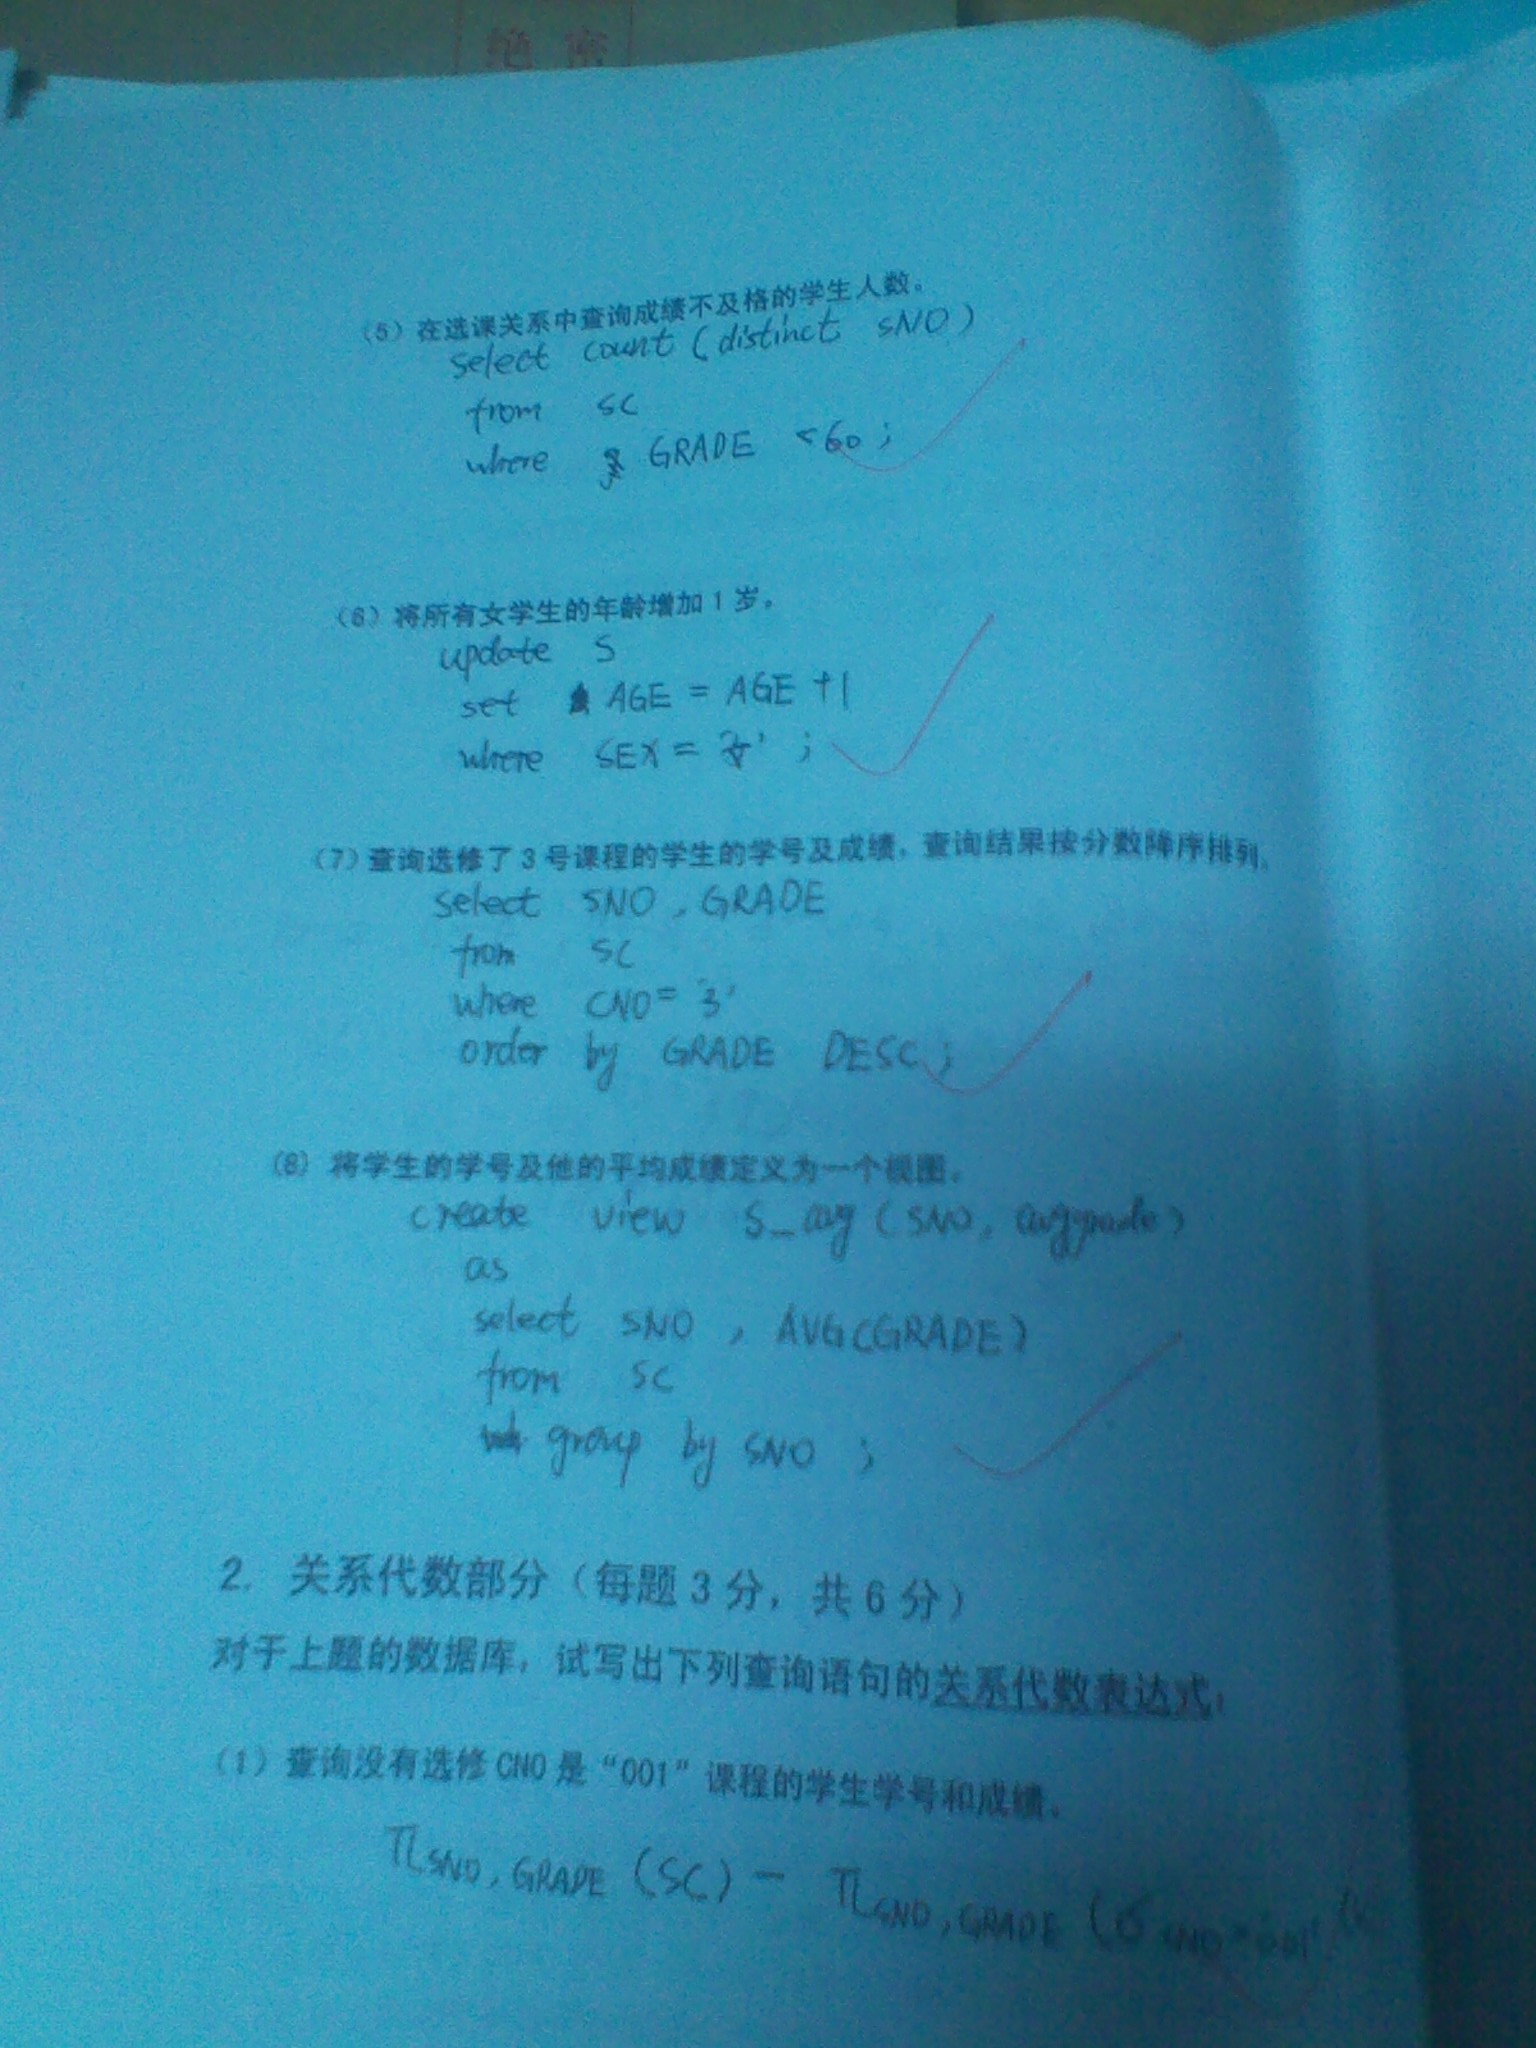 绝密
（5）在选课关系中查询成绩不及格的学生人数。
select count (distinct SNO)
from SC
where GRADE <60 ;
（6）将所有女学生的年龄增加1岁。
update S
set AGE = AGE +1
where SEX = '女' ;
（7）查询选修了3号课程的学生的学号及成绩，查询结果按分数降序排列。
select SNO , GRADE
from SC
where CNO= '3'
order by GRADE DESC ;
（8）将学生的学号及他的平均成绩定义为一个视图。
create view S_avg (SNO, avggrade)
as
select SNO , AVG(GRADE)
from SC
group by SNO ;
2. 关系代数部分（每题3分，共6分）
对于上题的数据库，试写出下列查询语句的关系代数表达式：
（1）查询没有选修CNO是“001”课程的学生学号和成绩。
π SNO, GRADE (SC) − π SNO, GRADE (σ CNO='001' (